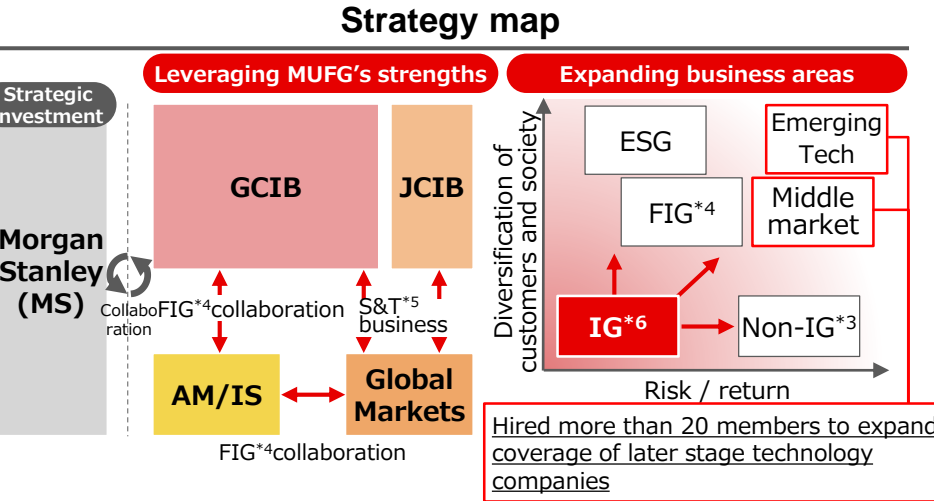 Strategy map
Strategic
nvestment
Morgan
Stanley
(MS)
Collabo
ration
Leveraging MUFG's strengths
GCIB
JCIB
FIG*4collaboration
S&T*5
business
AM/IS
Global
Markets
FIG*4collaboration
Expanding business areas
Diversification of
customers and society
ESG
Emerging
Tech
FIG*4
Middle
market
IG*6
Non-IG*3
Risk / return
Hired more than 20 members to expand
coverage of later stage technology
companies